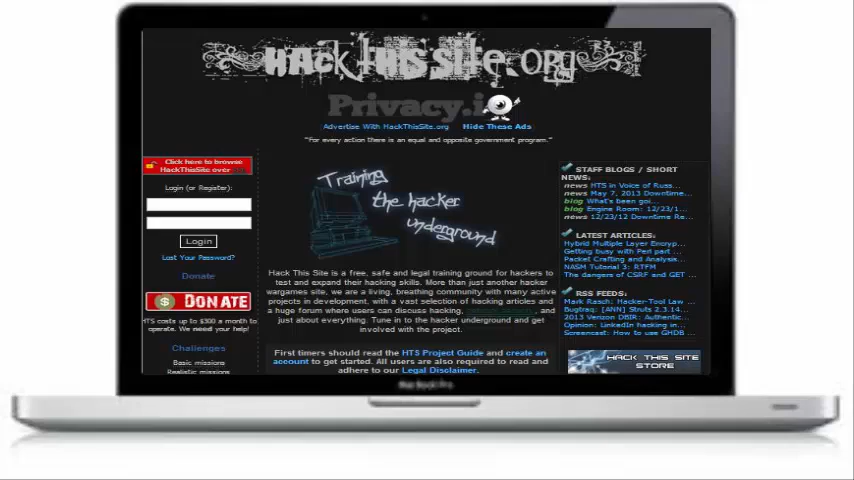 HackThisSite.org
Privacy.io
Advertise With HackThisSite.org Hide These Ads
"For every action there is an equal and opposite government program."
Click here to browse
HackThisSite over
Login (or Register):
Login
Lost Your Password?
Donate
DONATE
HTS costs up to $300 a month to
operate. We need your help!
Challenges
Basic missions
Realistic missions
Training
the hacker
underground
Hack This Site is a free, safe and legal training ground for hackers to
test and expand their hacking skills. More than just another hacker
wargames site, we are a living, breathing community with many active
projects in development, with a vast selection of hacking articles and
a huge forum where users can discuss hacking, and
just about everything. Tune in to the hacker underground and get
involved with the project.
First timers should read the HTS Project Guide and create an
account to get started. All users are also required to read and
adhere to our Legal Disclaimer.
STAFF BLOGS / SHORT
NEWS:
news HTS in Voice of Russ...
news May 7, 2013 Downtime...
blog What's been goi...
blog Engine Room: 12/23/1...
news 12/23/12 Downtime Re...
LATEST ARTICLES:
Hybrid Multiple Layer Encryp...
Getting busy with Perl part ...
Packet Crafting and Analysis...
NASM Tutorial 3: RTFM
The dangers of CSRF and GET ...
RSS FEEDS:
Mark Rasch: Hacker-Tool Law ...
Bugtraq: [ANN] Struts 2.3.14...
2013 Verizon DBIR: Authentic...
Opinion: LinkedIn hacking in...
Screencast: How to use GHDB ...
HACK THIS SITE
STORE
MacBook Pro